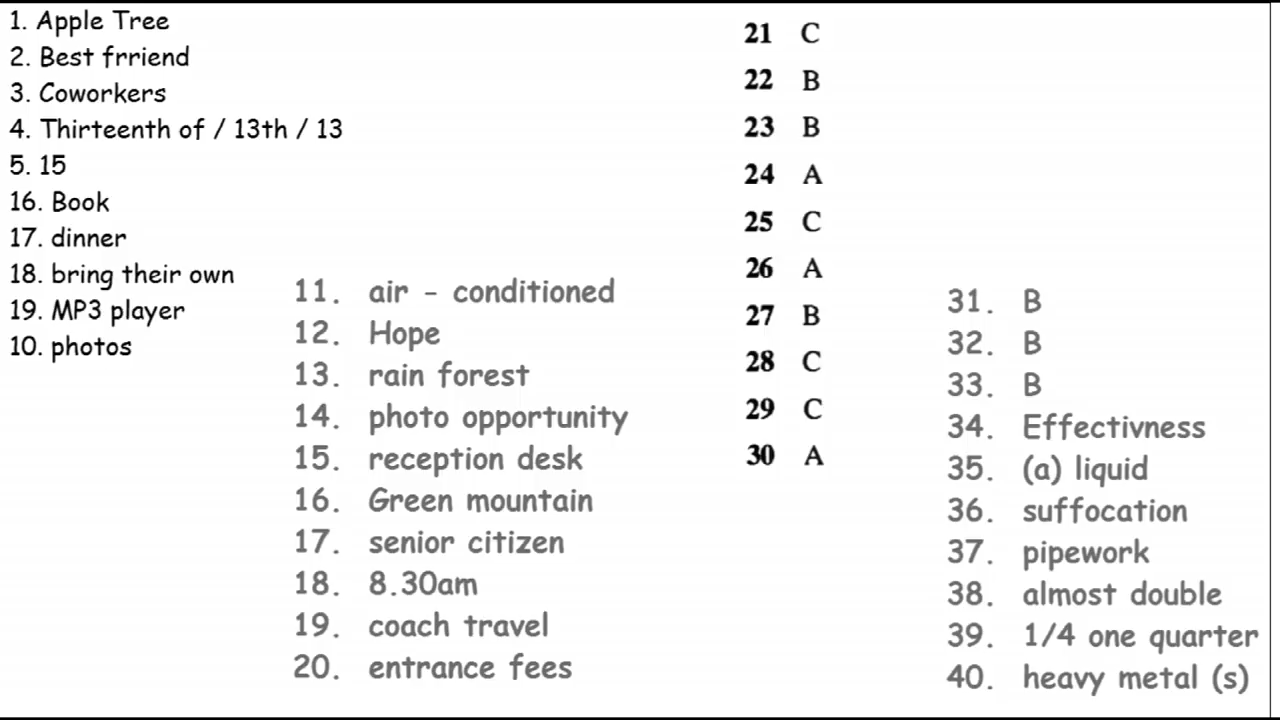 1. Apple Tree
2. Best frriend
3. Coworkers
4. Thirteenth of / 13th / 13
5. 15
16. Book
17. dinner
18. bring their own
19. MP3 player
10. photos
11. air - conditioned
12. Hope
13. rain forest
14. photo opportunity
15. reception desk
16. Green mountain
17. senior citizen
18. 8.30am
19. coach travel
20. entrance fees
21 C
22 B
23 B
24 A
25 C
26 A
27 B
28 C
29 C
30 A
31. B
32. B
33. B
34. Effectivness
35. (a) liquid
36. suffocation
37. pipework
38. almost double
39. 1/4 one quarter
40. heavy metal (s)